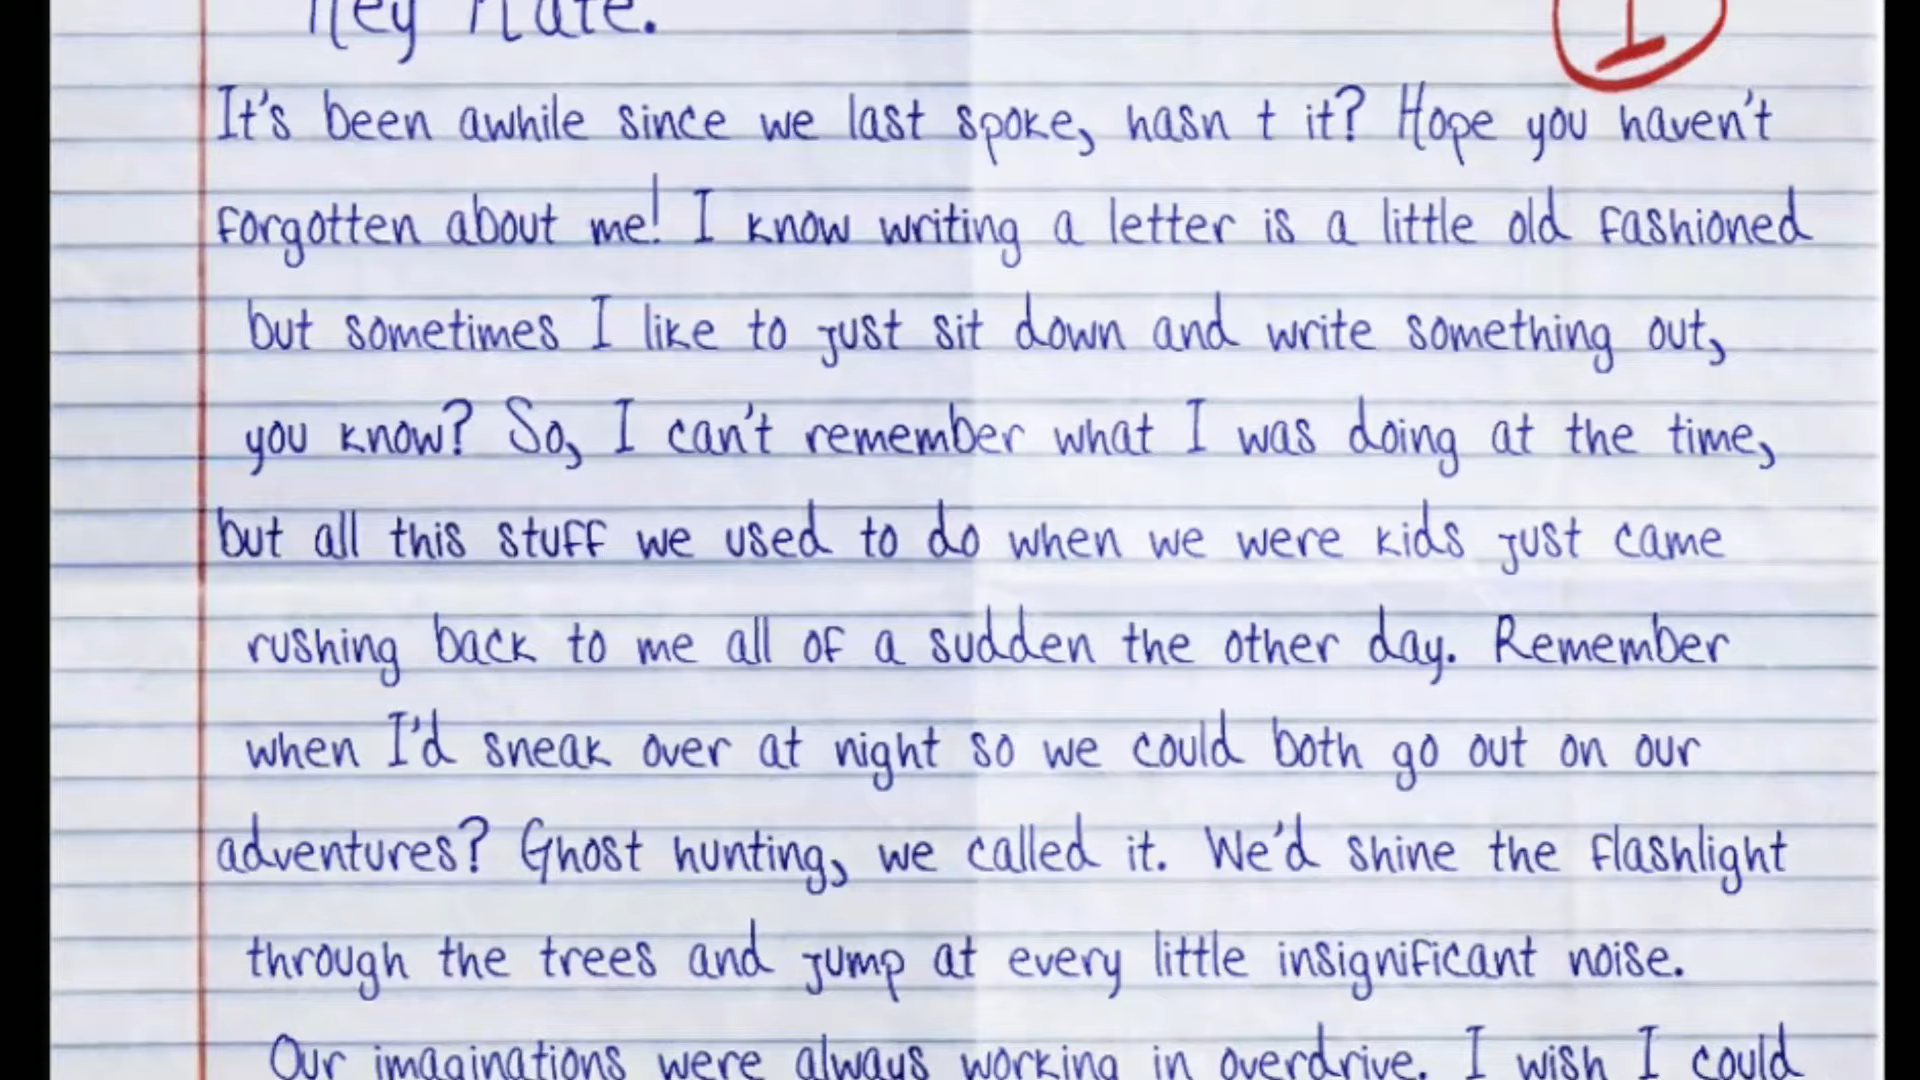 Hey Nate.
It's been awhile since we last spoke, hasn t it? Hope you haven't
forgotten about me! I know writing a letter is a little old fashioned
but sometimes I like to just sit down and write something out,
you know? So, I can't remember what I was doing at the time,
but all this stuff we used to do when we were kids just came
rushing back to me all of a sudden the other day. Remember
when I'd sneak over at night so we could both go out on our
adventures? Ghost hunting, we called it. We'd shine the flashlight
through the trees and jump at every little insignificant noise.
Our imaginations were always working in overdrive. I wish I could